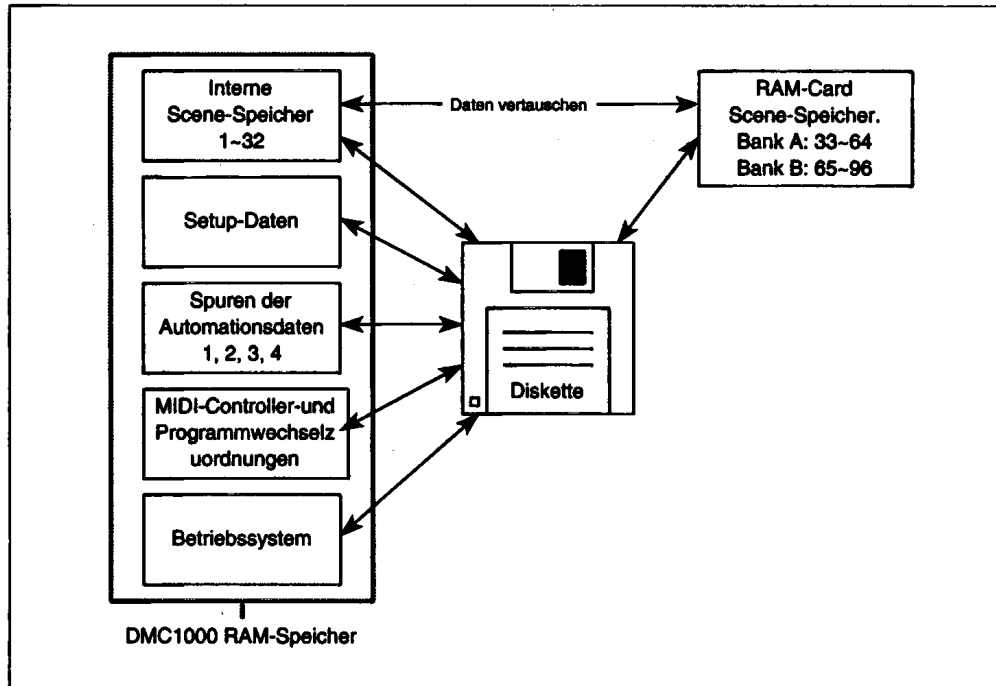 Interne
Scene-Speicher
1~32
Daten vertauschen
RAM-Card
Scene-Speicher.
Bank A: 33~64
Bank B: 65~96
Setup-Daten
Spuren der
Automationsdaten
1, 2, 3, 4
Diskette
MIDI-Controller-und
Programmwechselz
uordnungen
Betriebssystem
DMC1000 RAM-Speicher